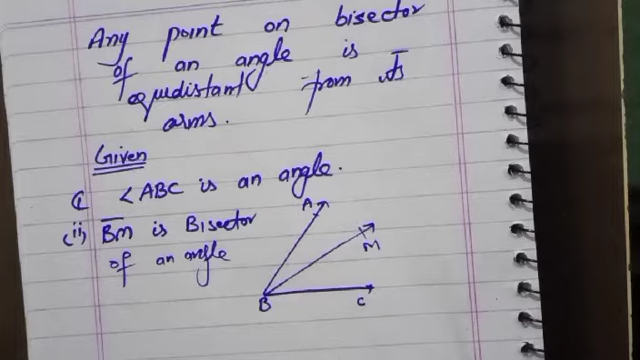 Any point on bisector
of an angle is
equidistant from its
arms.
Given
(i ∠ABC is an angle.
(ii) BM is Bisector
of an angle
A
M
B
C